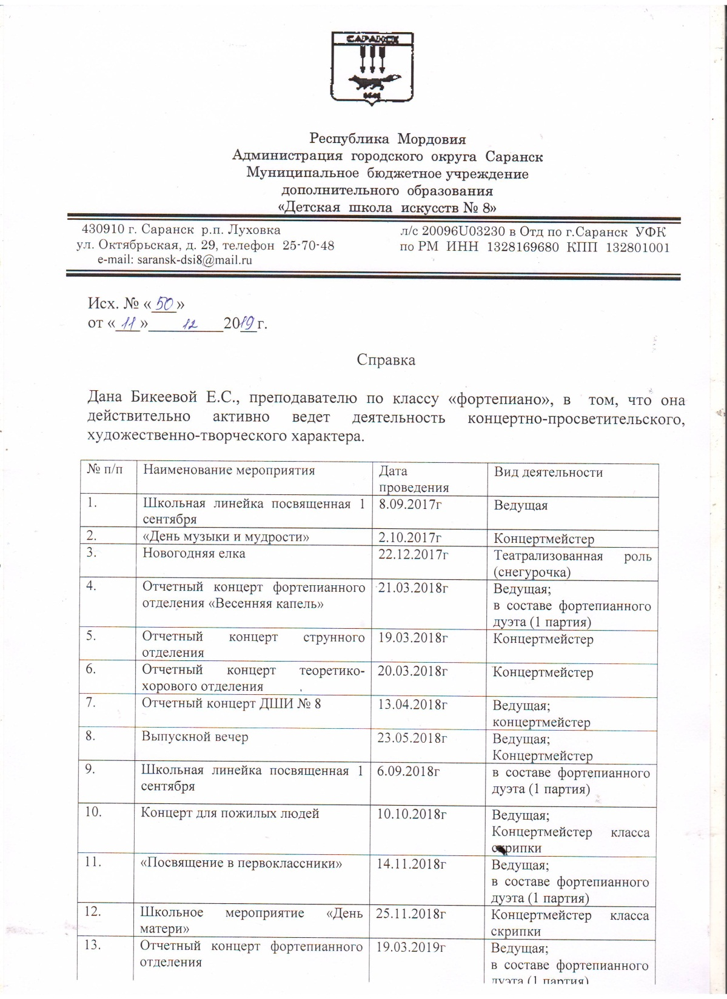 САРАНСК
1641
Республика Мордовия
Администрация городского округа Саранск
Муниципальное бюджетное учреждение
дополнительного образования
«Детская школа искусств № 8»
430910 г. Саранск р.п. Луховка
ул. Октябрьская, д. 29, телефон 25-70-48
e-mail: saransk-dsi8@mail.ru
л/с 20096U03230 в Отд по г.Саранск УФК
по РМ ИНН 1328169680 КПП 132801001
Исх. № «50»
от «11» 12 2019г.
Справка
Дана Бикеевой Е.С., преподавателю по классу «фортепиано», в том, что она
действительно активно ведет деятельность концертно-просветительского,
художественно-творческого характера.
№ п/п Наименование мероприятия Дата проведения Вид деятельности
1. Школьная линейка посвященная 1 сентября 8.09.2017г Ведущая
2. «День музыки и мудрости» 2.10.2017г Концертмейстер
3. Новогодняя елка 22.12.2017г Театрализованная роль (снегурочка)
4. Отчетный концерт фортепианного отделения «Весенняя капель» 21.03.2018г Ведущая; в составе фортепианного дуэта (1 партия)
5. Отчетный концерт струнного отделения 19.03.2018г Концертмейстер
6. Отчетный концерт теоретико-хорового отделения 20.03.2018г Концертмейстер
7. Отчетный концерт ДШИ № 8 13.04.2018г Ведущая; концертмейстер
8. Выпускной вечер 23.05.2018г Ведущая; Концертмейстер
9. Школьная линейка посвященная 1 сентября 6.09.2018г в составе фортепианного дуэта (1 партия)
10. Концерт для пожилых людей 10.10.2018г Ведущая; Концертмейстер класса скрипки
11. «Посвящение в первоклассники» 14.11.2018г Ведущая; в составе фортепианного дуэта (1 партия)
12. Школьное мероприятие «День матери» 25.11.2018г Концертмейстер класса скрипки
13. Отчетный концерт фортепианного отделения 19.03.2019г Ведущая; в составе фортепианного дуэта (1 партия)